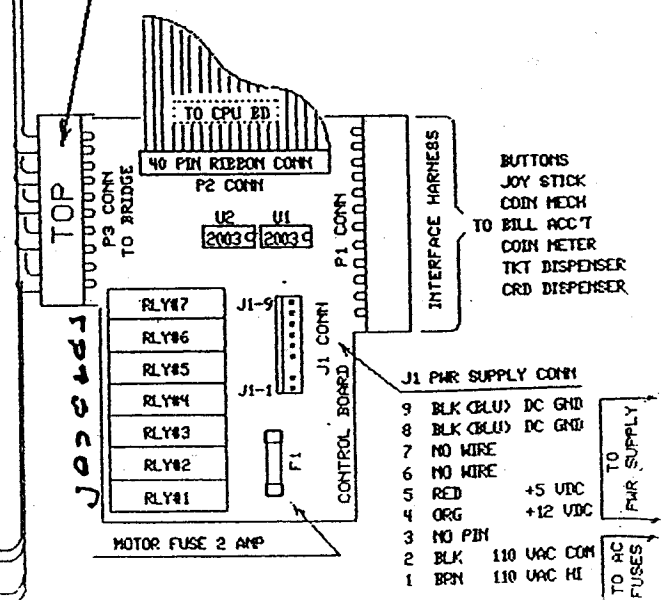 TO CPU BD
40 PIN RIBBON CONN
P2 CONN
TOP
P3 CONN
TO BRIDGE
U2 U1
2003 2003
P1 CONN
INTERFACE HARNESS
BUTTONS
JOY STICK
COIN MECH
TO BILL ACC'T
COIN METER
TKT DISPENSER
CRD DISPENSER
RLY#7
RLY#6
RLY#5
RLY#4
RLY#3
RLY#2
RLY#1
J1-9
J1-1
J1 CONN
F1
CONTROL BOARD
MOTOR FUSE 2 AMP
J1 PWR SUPPLY CONN
9 BLK (BLU) DC GND
8 BLK (BLU) DC GND
7 NO WIRE
6 NO WIRE
5 RED +5 VDC
4 ORG +12 VDC
3 NO PIN
2 BLK 110 VAC COM
1 BRN 110 VAC HI
TO
PWR SUPPLY
TO AC
FUSES